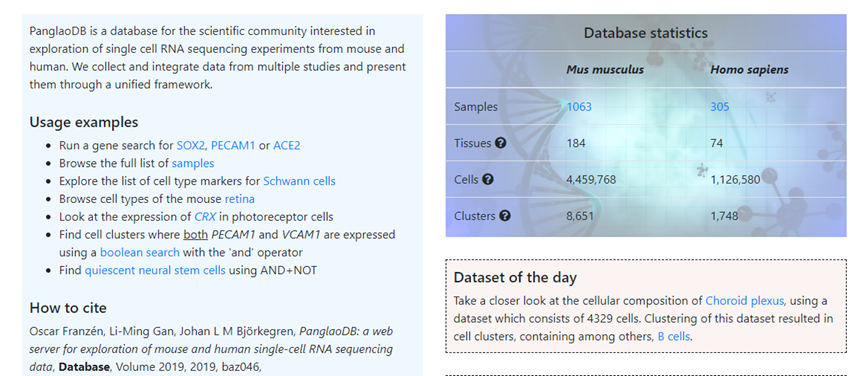 PanglaoDB is a database for the scientific community interested in
exploration of single cell RNA sequencing experiments from mouse and
human. We collect and integrate data from multiple studies and present
them through a unified framework.
Usage examples
• Run a gene search for SOX2, PECAM1 or ACE2
• Browse the full list of samples
• Explore the list of cell type markers for Schwann cells
• Browse cell types of the mouse retina
• Look at the expression of CRX in photoreceptor cells
• Find cell clusters where both PECAM1 and VCAM1 are expressed
using a boolean search with the 'and' operator
• Find quiescent neural stem cells using AND+NOT
How to cite
Oscar Franzén, Li-Ming Gan, Johan L M Björkegren, PanglaoDB: a web
server for exploration of mouse and human single-cell RNA sequencing
data, Database, Volume 2019, 2019, baz046,
Database statistics
Mus musculus Homo sapiens
Samples 1063 305
Tissues ? 184 74
Cells ? 4,459,768 1,126,580
Clusters ? 8,651 1,748
Dataset of the day
Take a closer look at the cellular composition of Choroid plexus, using a
dataset which consists of 4329 cells. Clustering of this dataset resulted in
cell clusters, containing among others, B cells.